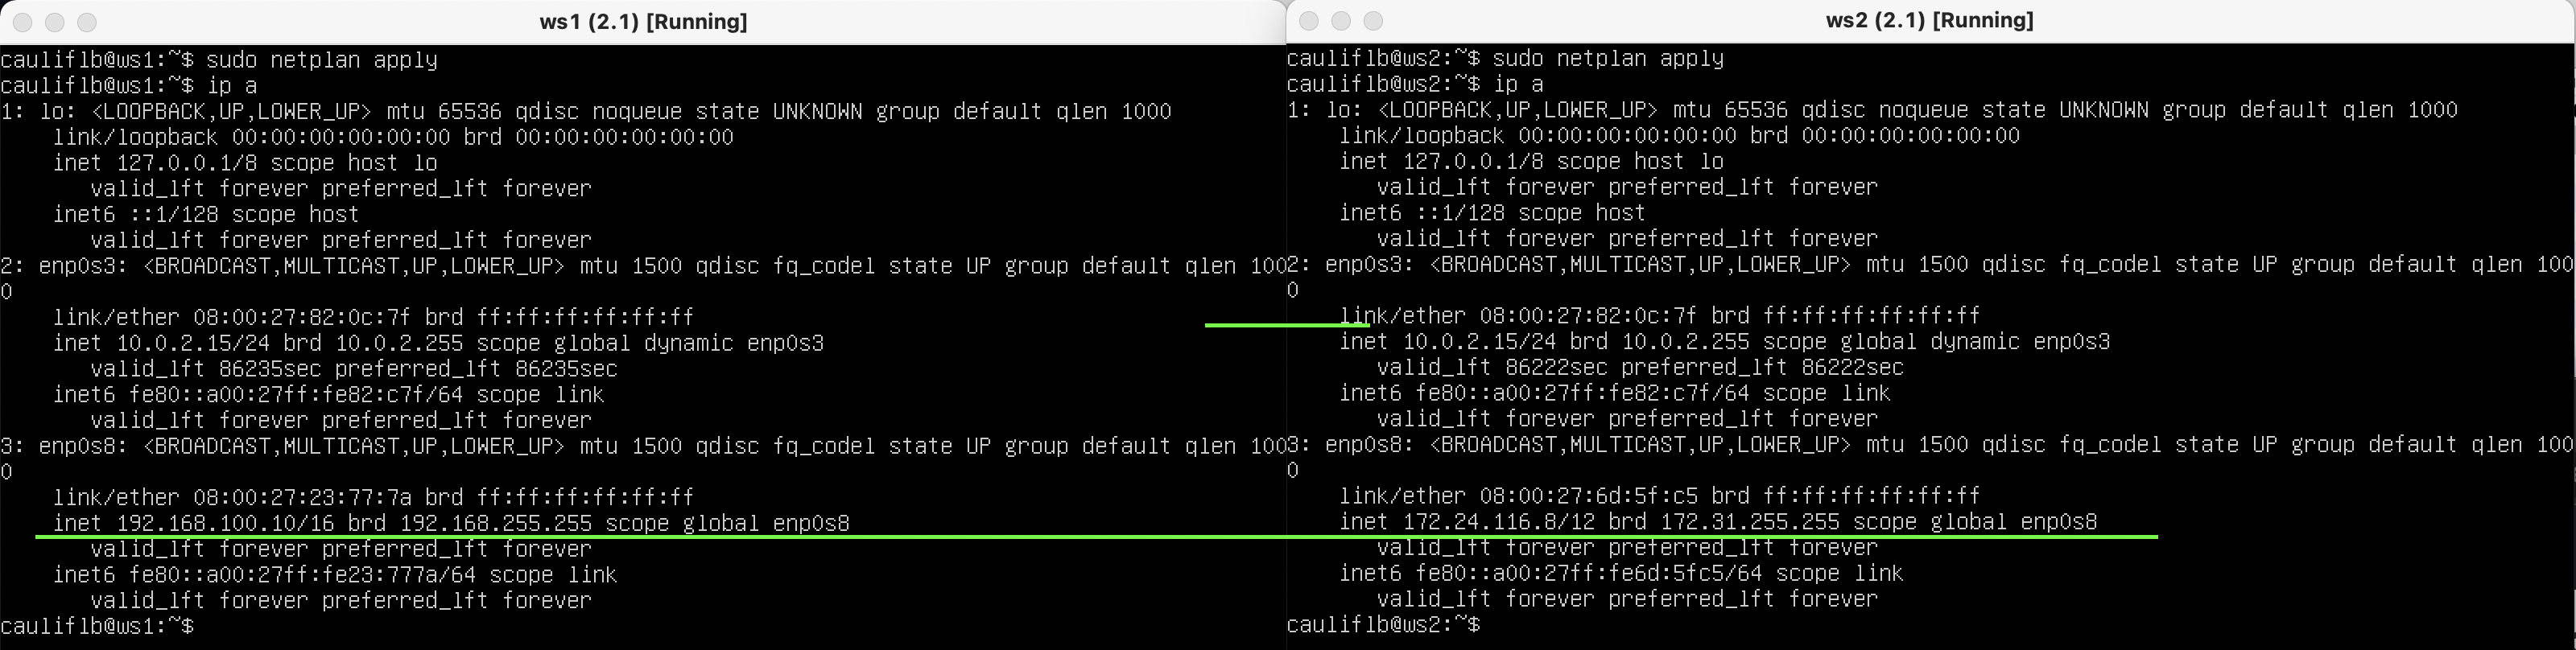 ws1 (2.1) [Running]
cauliflb@ws1:~$ sudo netplan apply
cauliflb@ws1:~$ ip a
1: lo: <LOOPBACK,UP,LOWER_UP> mtu 65536 qdisc noqueue state UNKNOWN group default qlen 1000
    link/loopback 00:00:00:00:00:00 brd 00:00:00:00:00:00
    inet 127.0.0.1/8 scope host lo
       valid_lft forever preferred_lft forever
    inet6 ::1/128 scope host
       valid_lft forever preferred_lft forever
2: enp0s3: <BROADCAST,MULTICAST,UP,LOWER_UP> mtu 1500 qdisc fq_codel state UP group default qlen 100
0
    link/ether 08:00:27:82:0c:7f brd ff:ff:ff:ff:ff:ff
    inet 10.0.2.15/24 brd 10.0.2.255 scope global dynamic enp0s3
       valid_lft 86235sec preferred_lft 86235sec
    inet6 fe80::a00:27ff:fe82:c7f/64 scope link
       valid_lft forever preferred_lft forever
3: enp0s8: <BROADCAST,MULTICAST,UP,LOWER_UP> mtu 1500 qdisc fq_codel state UP group default qlen 100
0
    link/ether 08:00:27:23:77:7a brd ff:ff:ff:ff:ff:ff
    inet 192.168.100.10/16 brd 192.168.255.255 scope global enp0s8
       valid_lft forever preferred_lft forever
    inet6 fe80::a00:27ff:fe23:777a/64 scope link
       valid_lft forever preferred_lft forever
cauliflb@ws1:~$
ws2 (2.1) [Running]
cauliflb@ws2:~$ sudo netplan apply
cauliflb@ws2:~$ ip a
1: lo: <LOOPBACK,UP,LOWER_UP> mtu 65536 qdisc noqueue state UNKNOWN group default qlen 1000
    link/loopback 00:00:00:00:00:00 brd 00:00:00:00:00:00
    inet 127.0.0.1/8 scope host lo
       valid_lft forever preferred_lft forever
    inet6 ::1/128 scope host
       valid_lft forever preferred_lft forever
2: enp0s3: <BROADCAST,MULTICAST,UP,LOWER_UP> mtu 1500 qdisc fq_codel state UP group default qlen 100
0
    link/ether 08:00:27:82:0c:7f brd ff:ff:ff:ff:ff:ff
    inet 10.0.2.15/24 brd 10.0.2.255 scope global dynamic enp0s3
       valid_lft 86222sec preferred_lft 86222sec
    inet6 fe80::a00:27ff:fe82:c7f/64 scope link
       valid_lft forever preferred_lft forever
3: enp0s8: <BROADCAST,MULTICAST,UP,LOWER_UP> mtu 1500 qdisc fq_codel state UP group default qlen 100
0
    link/ether 08:00:27:6d:5f:c5 brd ff:ff:ff:ff:ff:ff
    inet 172.24.116.8/12 brd 172.31.255.255 scope global enp0s8
       valid_lft forever preferred_lft forever
    inet6 fe80::a00:27ff:fe6d:5fc5/64 scope link
       valid_lft forever preferred_lft forever
cauliflb@ws2:~$